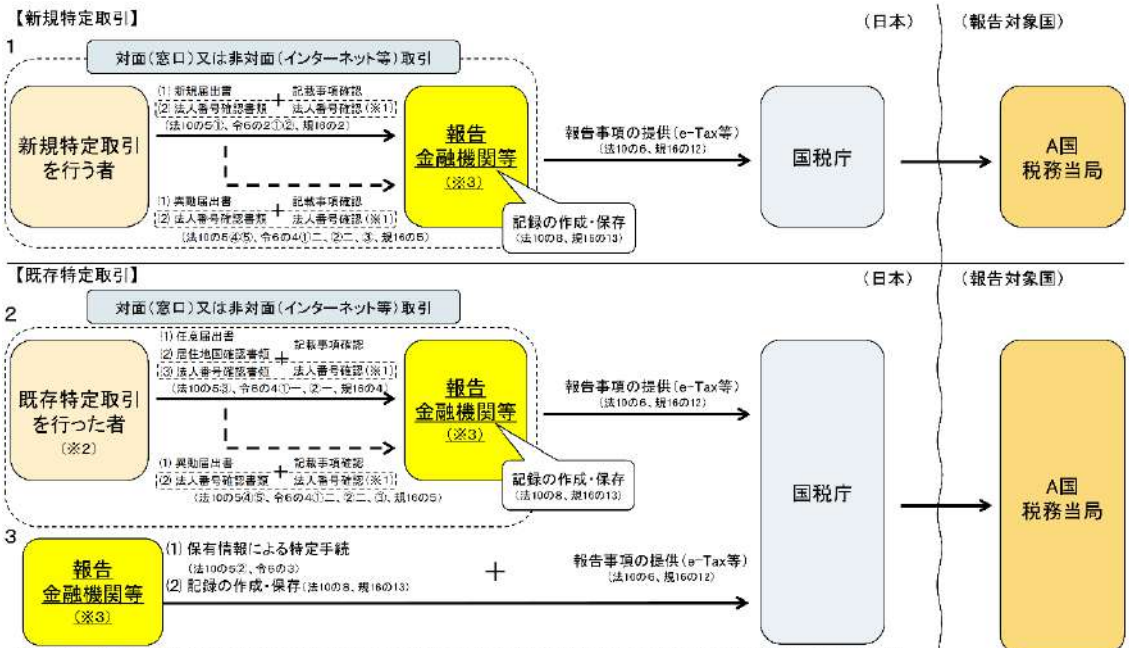 【新規特定取引】
(日本)
(報告対象国)
1
対面(窓口)又は非対面(インターネット等)取引
新規特定取引
を行う者
(1) 新規届出書
(2) 法人番号確認書類
+
記載事項確認
法人番号確認(※1)
(法10の5①、令6の2①②、規16の2)
(1) 異動届出書
(2) 法人番号確認書類
+
記載事項確認
法人番号確認(※1)
(法10の5④⑤、令6の4①二、②二、③、規16の5)
報告
金融機関等
(※3)
記録の作成・保存
(法10の8、規16の13)
報告事項の提供(e-Tax等)
(法10の6、規16の12)
国税庁
A国
税務当局
【既存特定取引】
(日本)
(報告対象国)
2
対面(窓口)又は非対面(インターネット等)取引
既存特定取引
を行った者
(※2)
(1) 任意届出書
(2) 居住地国確認書類
(3) 法人番号確認書類
+
記載事項確認
法人番号確認(※1)
(法10の5③、令6の4①一、②一、規16の4)
(1) 異動届出書
(2) 法人番号確認書類
+
記載事項確認
法人番号確認(※1)
(法10の5④⑤、令6の4①二、②二、③、規16の5)
報告
金融機関等
(※3)
記録の作成・保存
(法10の8、規16の13)
報告事項の提供(e-Tax等)
(法10の6、規16の12)
国税庁
A国
税務当局
3
報告
金融機関等
(※3)
(1) 保有情報による特定手続
(法10の5②、令6の3)
(2) 記録の作成・保存(法10の8、規16の13)
+
報告事項の提供(e-Tax等)
(法10の6、規16の12)